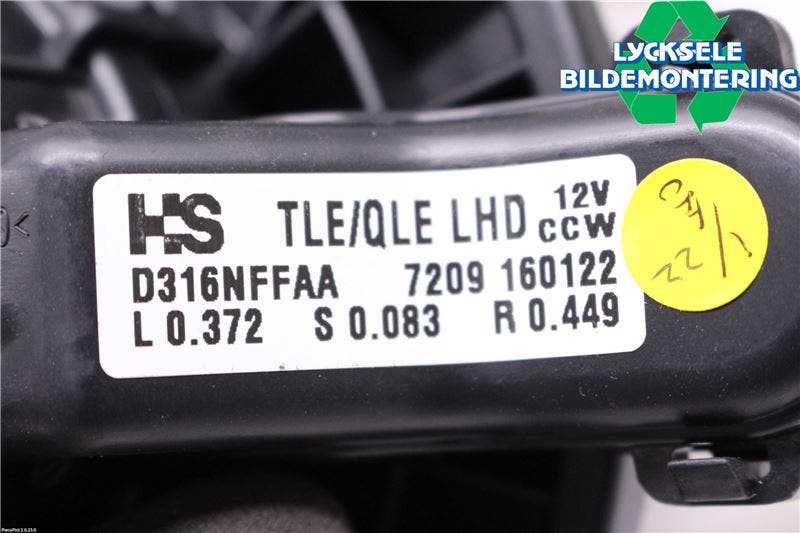 LYCKSELE
BILDEMONTERING
HS TLE/QLE LHD 12V CCW
D316NFFAA 7209 160122
L 0.372 S 0.083 R 0.449